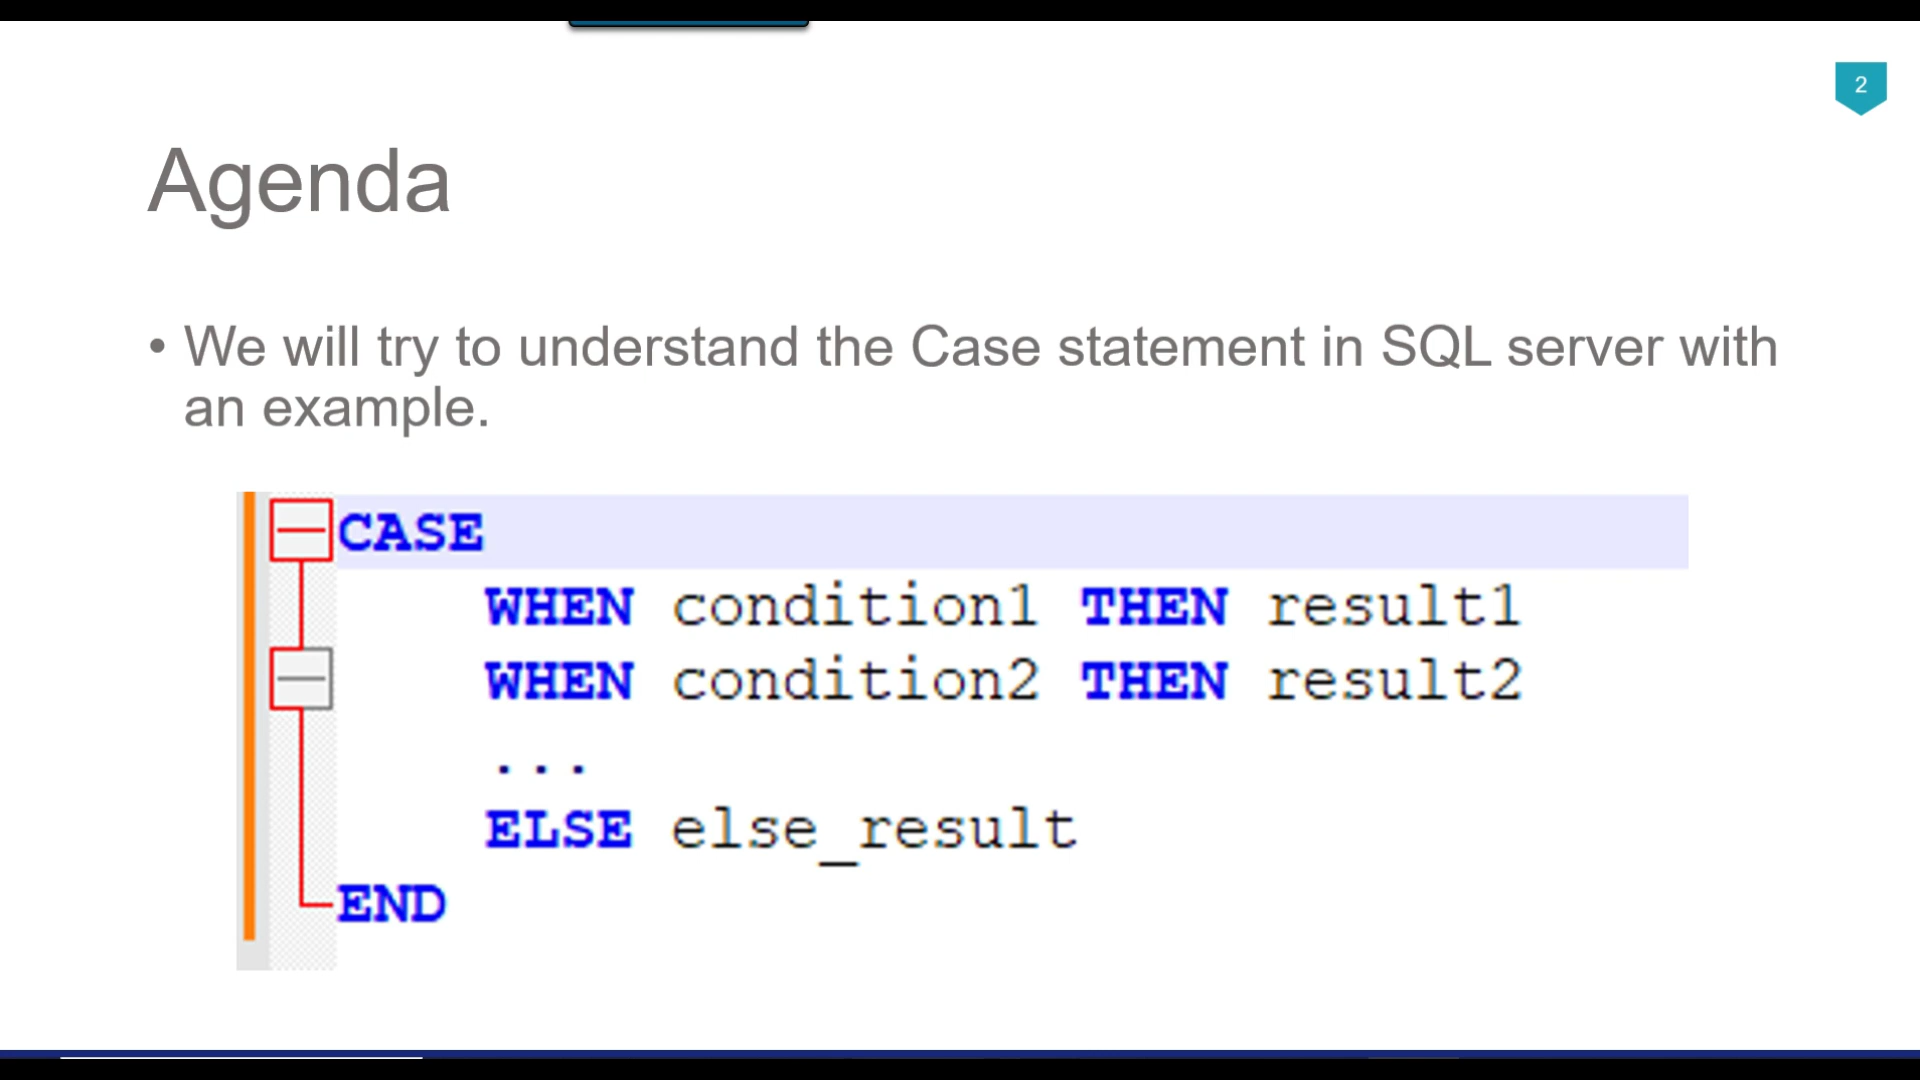 2
Agenda
• We will try to understand the Case statement in SQL server with
an example.
CASE
WHEN condition1 THEN result1
WHEN condition2 THEN result2
...
ELSE else_result
END